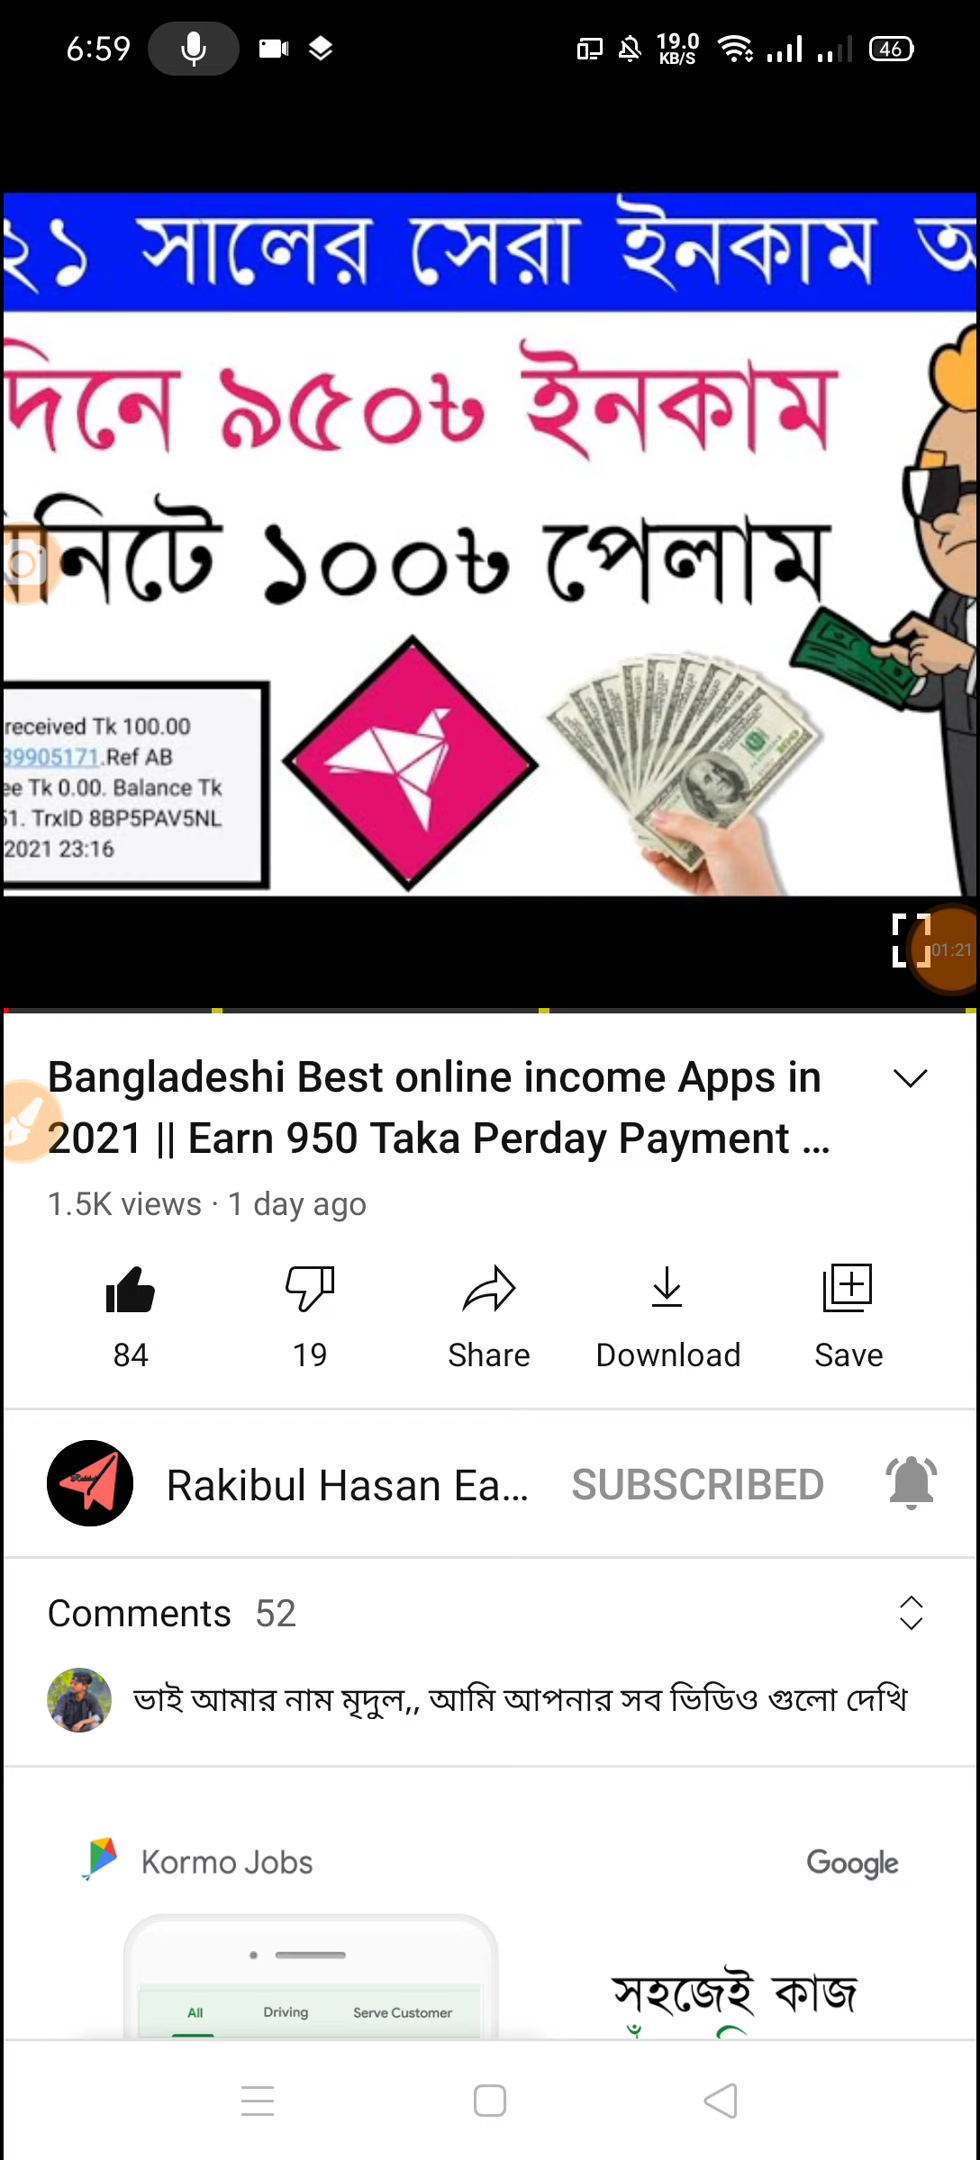 6:59
19.0
KB/S
46
২১ সালের সেরা ইনকাম
দিনে ৯৫০৳ ইনকাম
নিটে ১০০৳ পেলাম
received Tk 100.00
39905171.Ref AB
ee Tk 0.00. Balance Tk
51. TrxID 8BP5PAV5NL
2021 23:16
01:21
Bangladeshi Best online income Apps in
2021 || Earn 950 Taka Perday Payment ...
1.5K views · 1 day ago
84
19
Share
Download
Save
Rakibul Hasan Ea...
SUBSCRIBED
Comments 52
ভাই আমার নাম মৃদুল,, আমি আপনার সব ভিডিও গুলো দেখি
Kormo Jobs
Google
All
Driving
Serve Customer
সহজেই কাজ